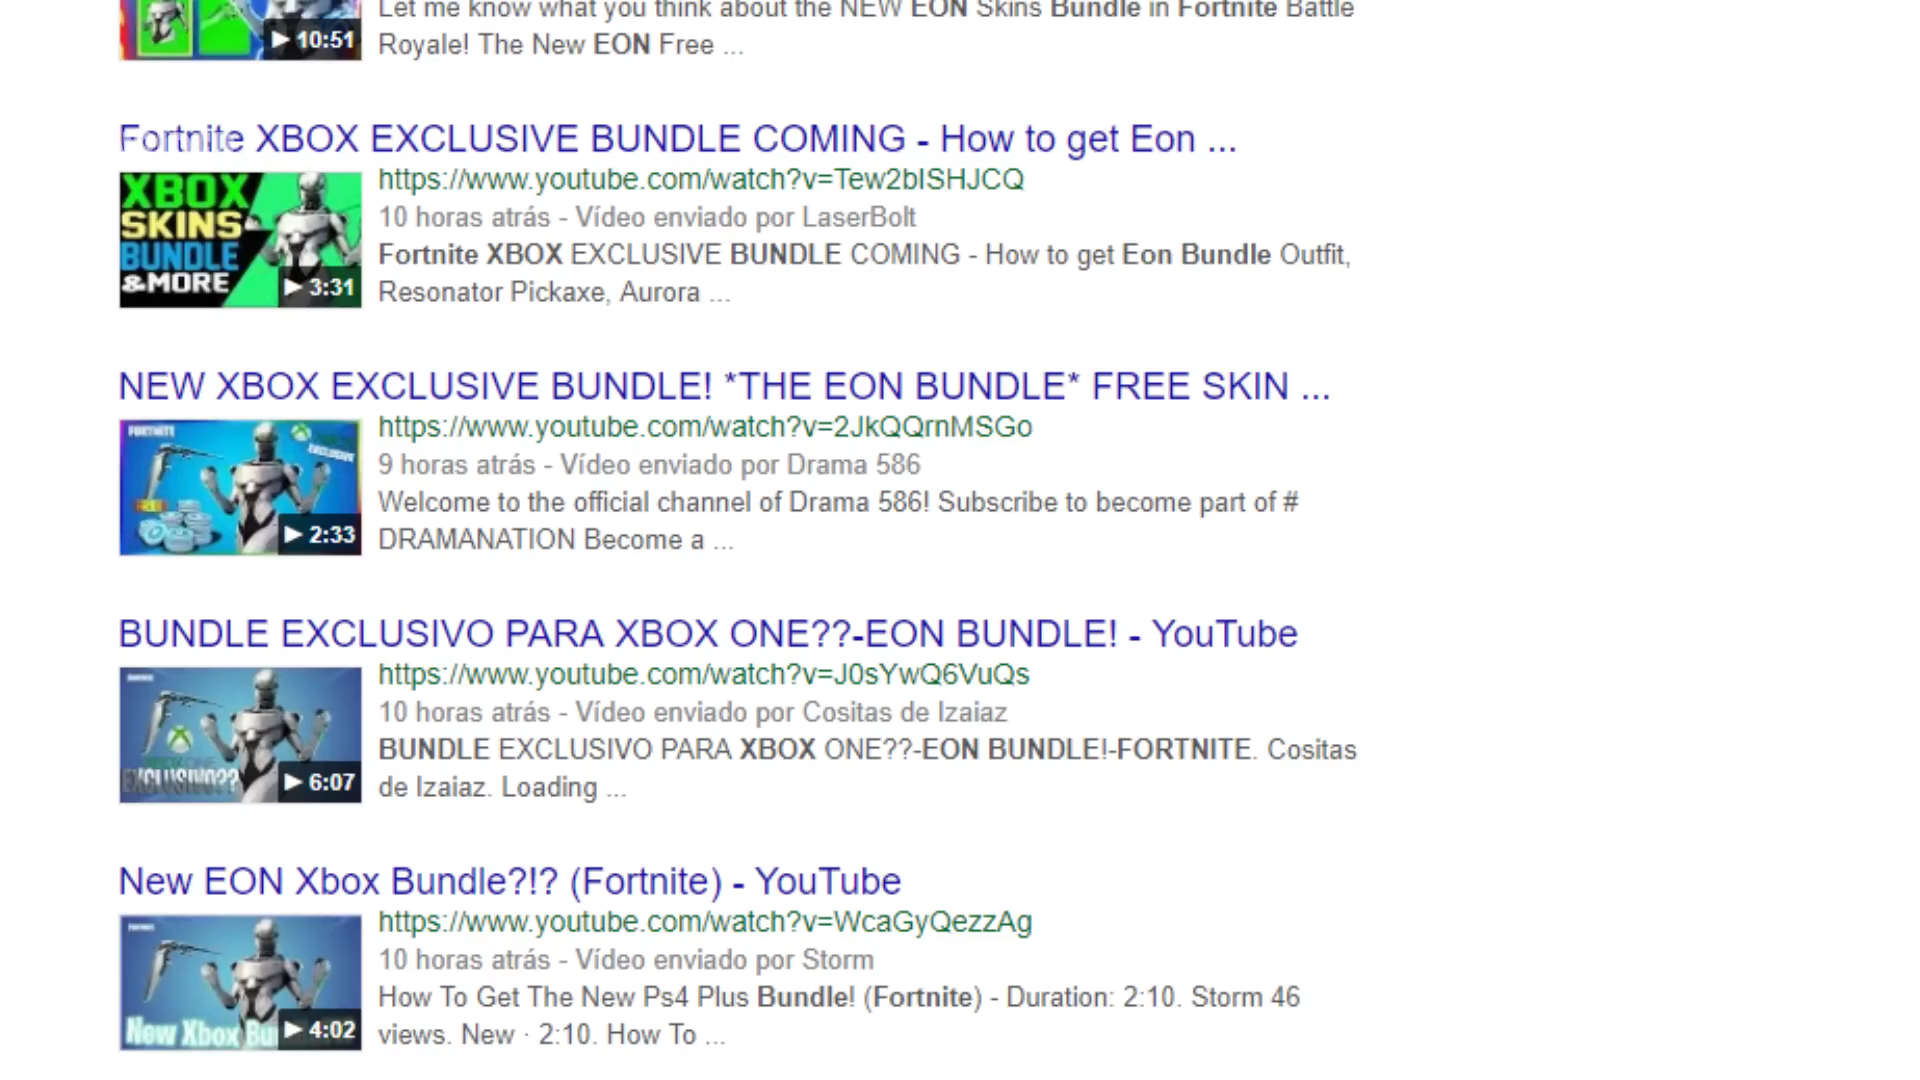 Let me know what you think about the NEW EON Skins Bundle in Fortnite Battle
10:51
Royale! The New EON Free ...
Fortnite XBOX EXCLUSIVE BUNDLE COMING - How to get Eon ...
https://www.youtube.com/watch?v=Tew2bISHJCQ
10 horas atrás - Vídeo enviado por LaserBolt
Fortnite XBOX EXCLUSIVE BUNDLE COMING - How to get Eon Bundle Outfit,
Resonator Pickaxe, Aurora ...
XBOX
SKINS
BUNDLE
&MORE
3:31
NEW XBOX EXCLUSIVE BUNDLE! *THE EON BUNDLE* FREE SKIN ...
https://www.youtube.com/watch?v=2JkQQrnMSGo
9 horas atrás - Vídeo enviado por Drama 586
Welcome to the official channel of Drama 586! Subscribe to become part of #
DRAMANATION Become a ...
FORTNITE
EXCLUSIVE
2:33
BUNDLE EXCLUSIVO PARA XBOX ONE??-EON BUNDLE! - YouTube
https://www.youtube.com/watch?v=J0sYwQ6VuQs
10 horas atrás - Vídeo enviado por Cositas de Izaiaz
BUNDLE EXCLUSIVO PARA XBOX ONE??-EON BUNDLE!-FORTNITE. Cositas
de Izaiaz. Loading ...
XBOX ONE
EXCLUSIVO??
6:07
New EON Xbox Bundle?!? (Fortnite) - YouTube
https://www.youtube.com/watch?v=WcaGyQezzAg
10 horas atrás - Vídeo enviado por Storm
How To Get The New Ps4 Plus Bundle! (Fortnite) - Duration: 2:10. Storm 46
views. New · 2:10. How To ...
New Xbox Bu
4:02